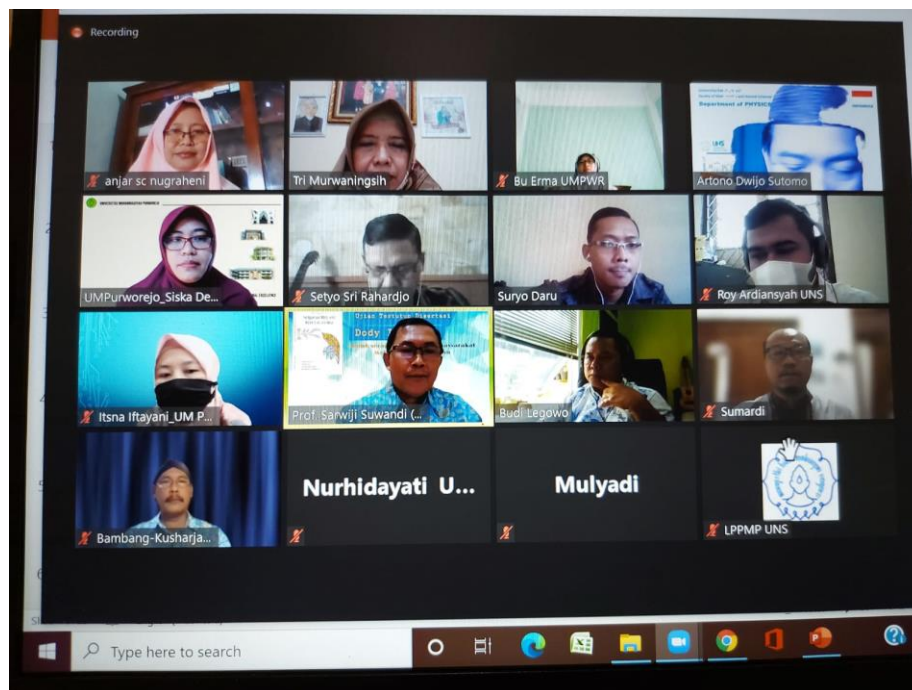 Recording
anjar sc nugraheni
Tri Murwaningsih
Bu Erma UMPWR
Department of PHYSICS
Artono Dwijo Sutomo
UMPurworejo_Siska De...
Setyo Sri Rahardjo
Suryo Daru
Roy Ardiansyah UNS
Ujian Tertutup Disertasi
Dody
Itsna Iftayani_UM P...
Prof. Sarwiji Suwandi (...
Budi Legowo
Sumardi
Bambang-Kusharja...
Nurhidayati U...
Mulyadi
LPPMP UNS
Type here to search